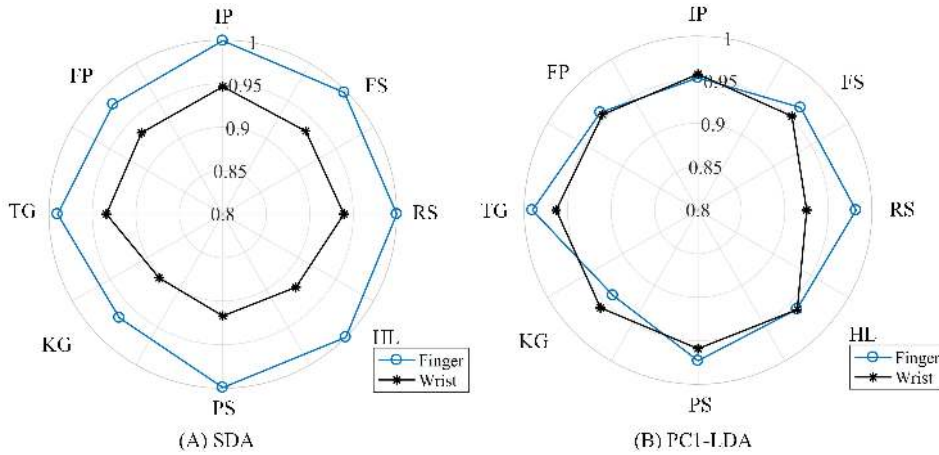 IP
1
FP
FS
0.95
0.9
0.85
TG
0.8
RS
KG
HL
Finger
Wrist
PS
(A) SDA
IP
1
FP
0.95
FS
0.9
0.85
TG
0.8
RS
KG
HL
Finger
Wrist
PS
(B) PC1-LDA